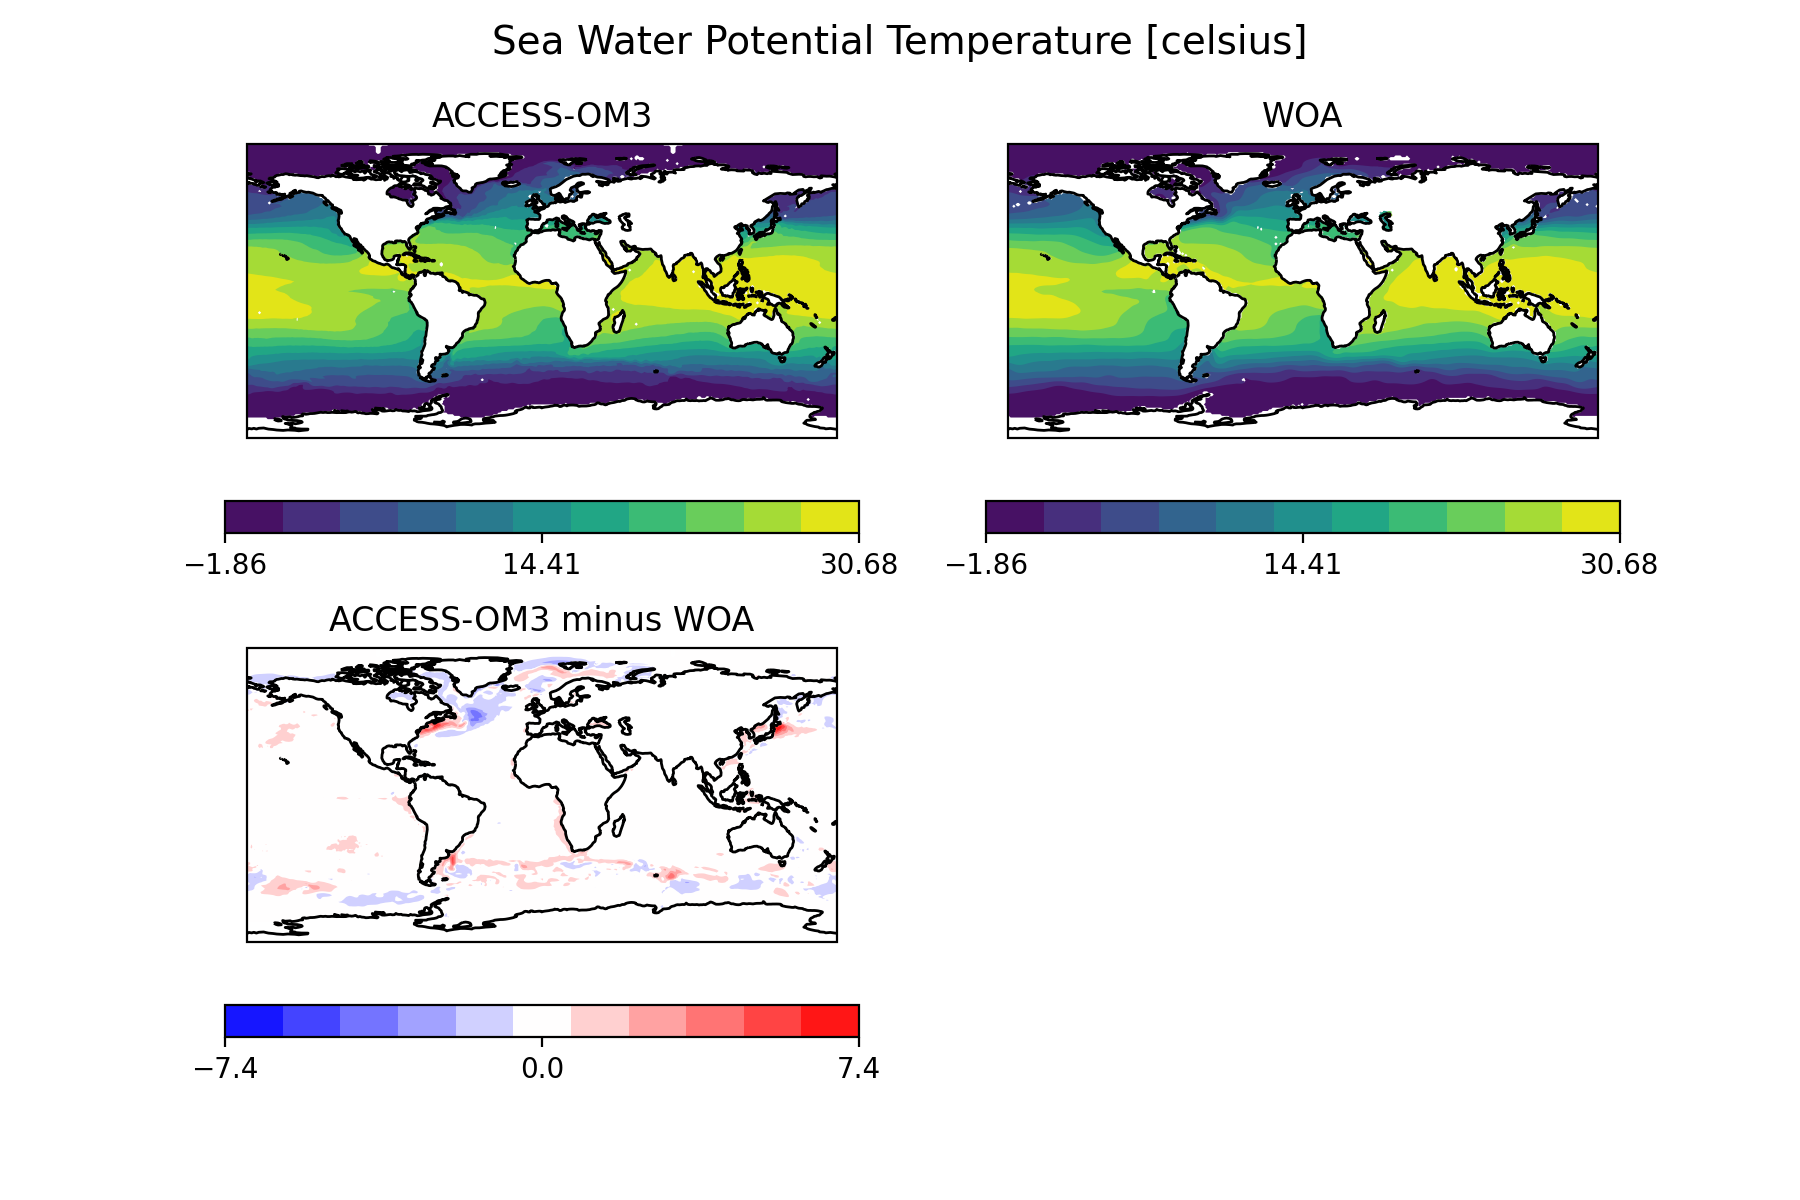 Sea Water Potential Temperature [celsius]
ACCESS-OM3
WOA
−1.86 14.41 30.68
−1.86 14.41 30.68
ACCESS-OM3 minus WOA
−7.4 0.0 7.4